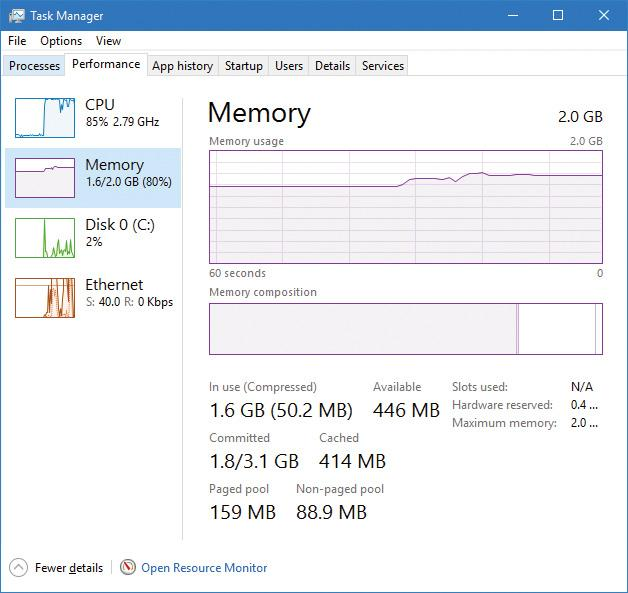 Task Manager
File Options View
Processes Performance App history Startup Users Details Services
CPU
85% 2.79 GHz
Memory
1.6/2.0 GB (80%)
Disk 0 (C:)
2%
Ethernet
S: 40.0 R: 0 Kbps
Memory 2.0 GB
Memory usage 2.0 GB
60 seconds 0
Memory composition
In use (Compressed) Available
1.6 GB (50.2 MB) 446 MB
Committed Cached
1.8/3.1 GB 414 MB
Paged pool Non-paged pool
159 MB 88.9 MB
Slots used: N/A
Hardware reserved: 0.4 ...
Maximum memory: 2.0 ...
Fewer details Open Resource Monitor